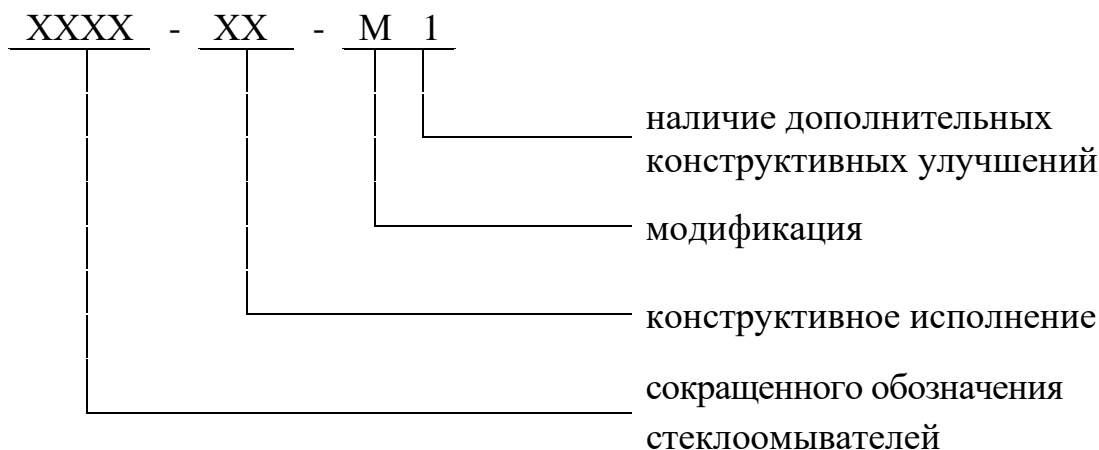 XXXX - XX - М 1
наличие дополнительных
конструктивных улучшений
модификация
конструктивное исполнение
сокращенного обозначения
стеклоомывателей